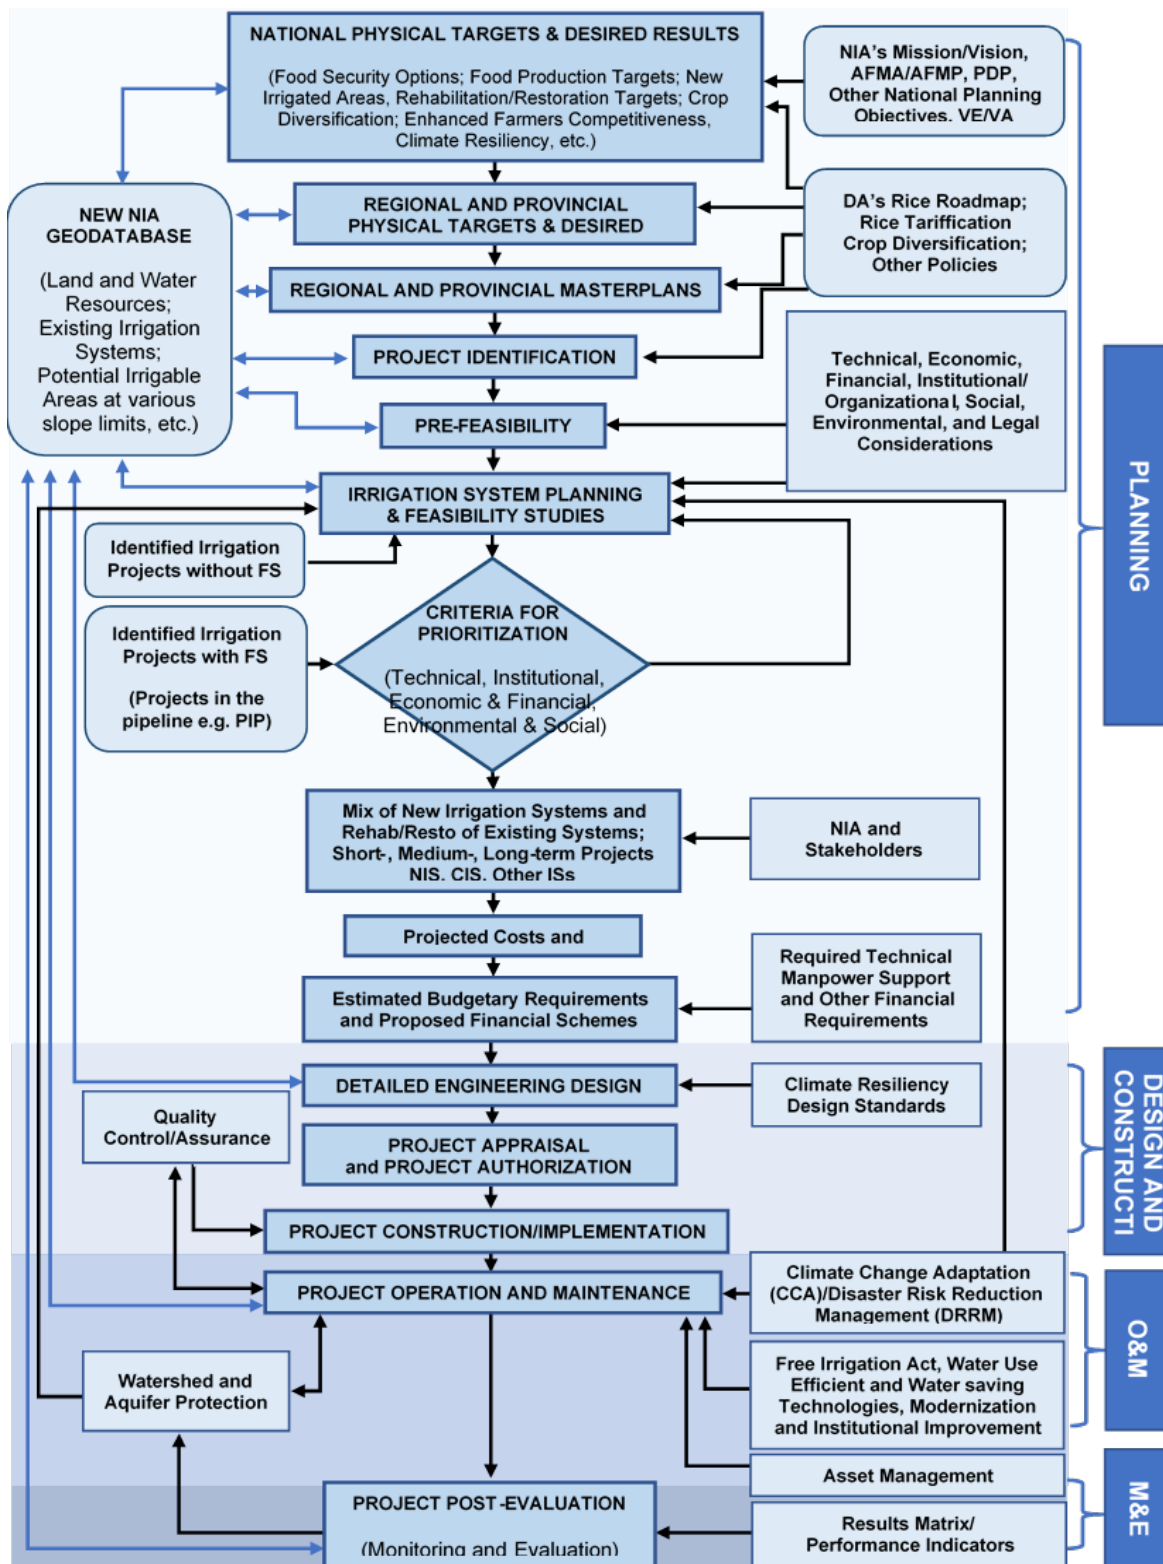 NATIONAL PHYSICAL TARGETS & DESIRED RESULTS
(Food Security Options; Food Production Targets; New
Irrigated Areas, Rehabilitation/Restoration Targets; Crop
Diversification; Enhanced Farmers Competitiveness,
Climate Resiliency, etc.)
NIA's Mission/Vision,
AFMA/AFMP, PDP,
Other National Planning
Objectives. VE/VA
NEW NIA
GEODATABASE
(Land and Water
Resources;
Existing Irrigation
Systems;
Potential Irrigable
Areas at various
slope limits, etc.)
REGIONAL AND PROVINCIAL
PHYSICAL TARGETS & DESIRED
DA's Rice Roadmap;
Rice Tariffication
Crop Diversification;
Other Policies
REGIONAL AND PROVINCIAL MASTERPLANS
PROJECT IDENTIFICATION
PRE-FEASIBILITY
Technical, Economic,
Financial, Institutional/
Organizational, Social,
Environmental, and Legal
Considerations
IRRIGATION SYSTEM PLANNING
& FEASIBILITY STUDIES
Identified Irrigation
Projects without FS
Identified Irrigation
Projects with FS
(Projects in the
pipeline e.g. PIP)
CRITERIA FOR
PRIORITIZATION
(Technical, Institutional,
Economic & Financial,
Environmental & Social)
Mix of New Irrigation Systems and
Rehab/Resto of Existing Systems;
Short-, Medium-, Long-term Projects
NIS, CIS, Other ISs
NIA and
Stakeholders
Projected Costs and
Estimated Budgetary Requirements
and Proposed Financial Schemes
Required Technical
Manpower Support
and Other Financial
Requirements
PLANNING
DETAILED ENGINEERING DESIGN
Climate Resiliency
Design Standards
Quality
Control/Assurance
PROJECT APPRAISAL
and PROJECT AUTHORIZATION
PROJECT CONSTRUCTION/IMPLEMENTATION
DESIGN AND
CONSTRUCTI
PROJECT OPERATION AND MAINTENANCE
Climate Change Adaptation
(CCA)/Disaster Risk Reduction
Management (DRRM)
Watershed and
Aquifer Protection
Free Irrigation Act, Water Use
Efficient and Water saving
Technologies, Modernization
and Institutional Improvement
O&M
Asset Management
PROJECT POST-EVALUATION
(Monitoring and Evaluation)
Results Matrix/
Performance Indicators
M&E